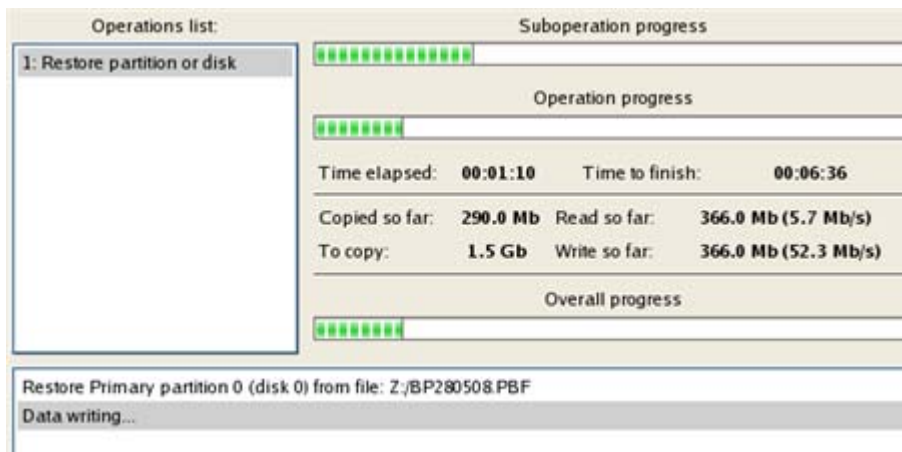 Operations list:
1: Restore partition or disk
Suboperation progress
Operation progress
Time elapsed: 00:01:10 Time to finish: 00:06:36
Copied so far: 290.0 Mb Read so far: 366.0 Mb (5.7 Mb/s)
To copy: 1.5 Gb Write so far: 366.0 Mb (52.3 Mb/s)
Overall progress
Restore Primary partition 0 (disk 0) from file: Z:/BP280508.PBF
Data writing...